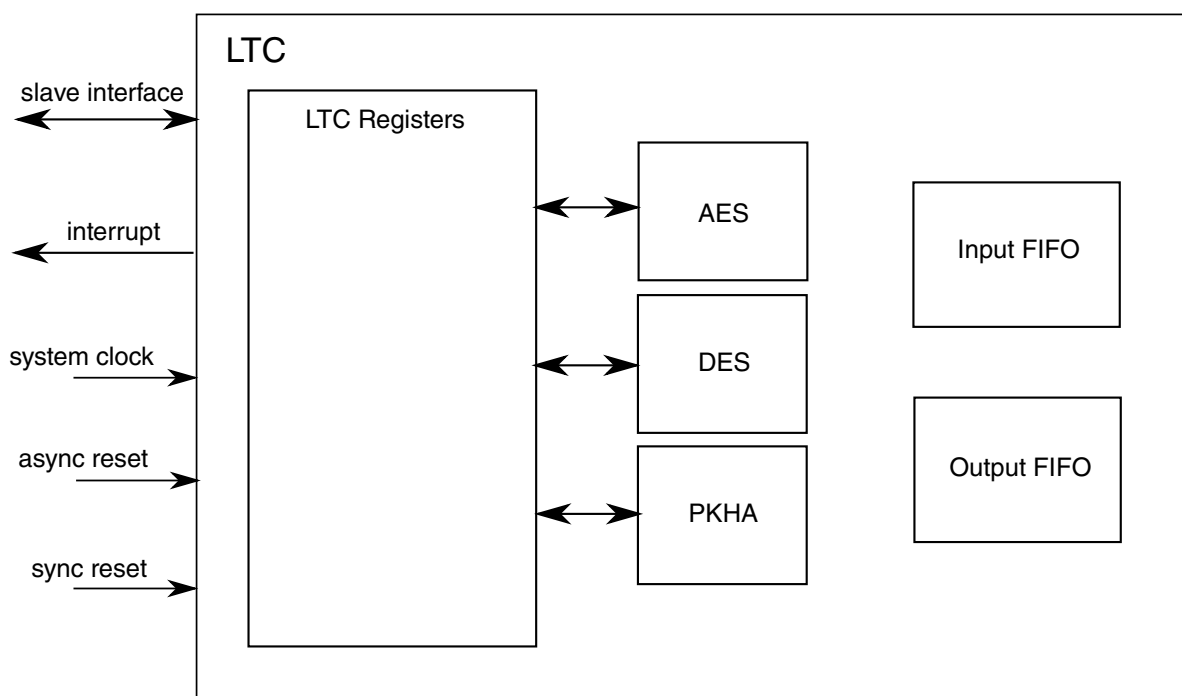 LTC
slave interface
LTC Registers
AES
interrupt
Input FIFO
system clock
DES
async reset
Output FIFO
PKHA
sync reset